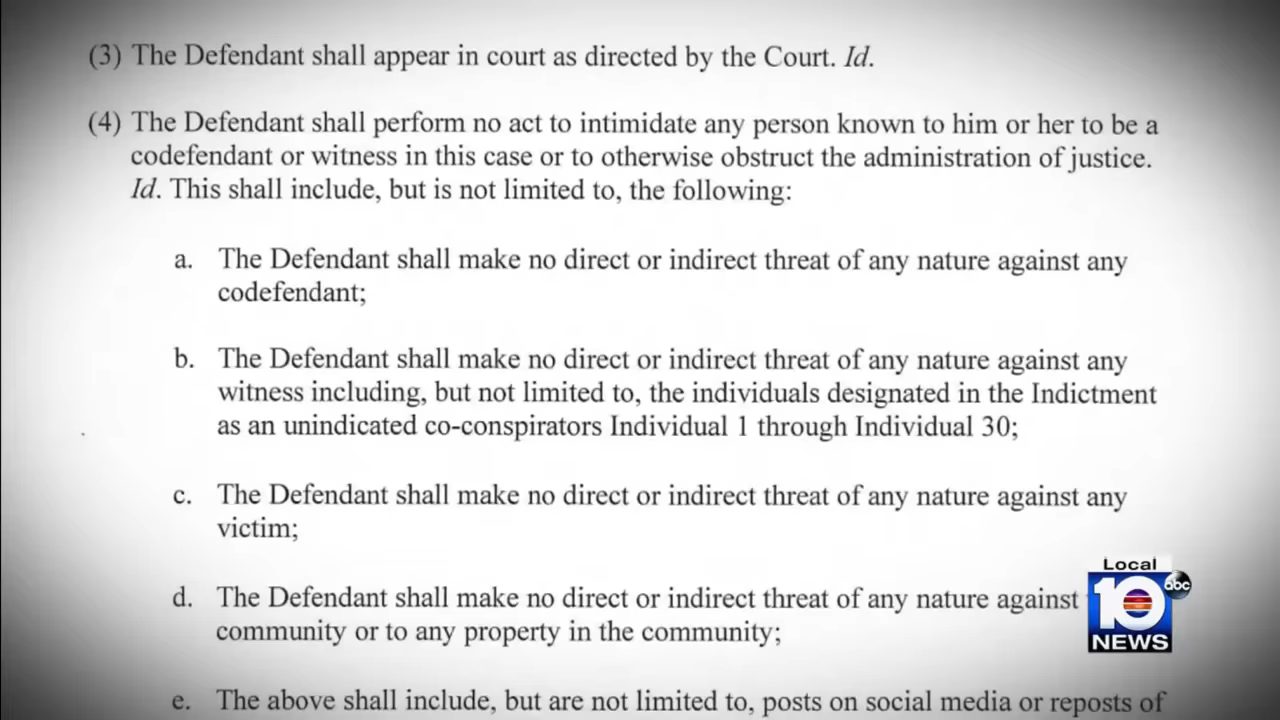 (3) The Defendant shall appear in court as directed by the Court. Id.
(4) The Defendant shall perform no act to intimidate any person known to him or her to be a
codefendant or witness in this case or to otherwise obstruct the administration of justice.
Id. This shall include, but is not limited to, the following:
a. The Defendant shall make no direct or indirect threat of any nature against any
codefendant;
b. The Defendant shall make no direct or indirect threat of any nature against any
witness including, but not limited to, the individuals designated in the Indictment
as an unindicated co-conspirators Individual 1 through Individual 30;
c. The Defendant shall make no direct or indirect threat of any nature against any
victim;
d. The Defendant shall make no direct or indirect threat of any nature against
community or to any property in the community;
e. The above shall include, but are not limited to, posts on social media or reposts of
Local
10 abc
NEWS